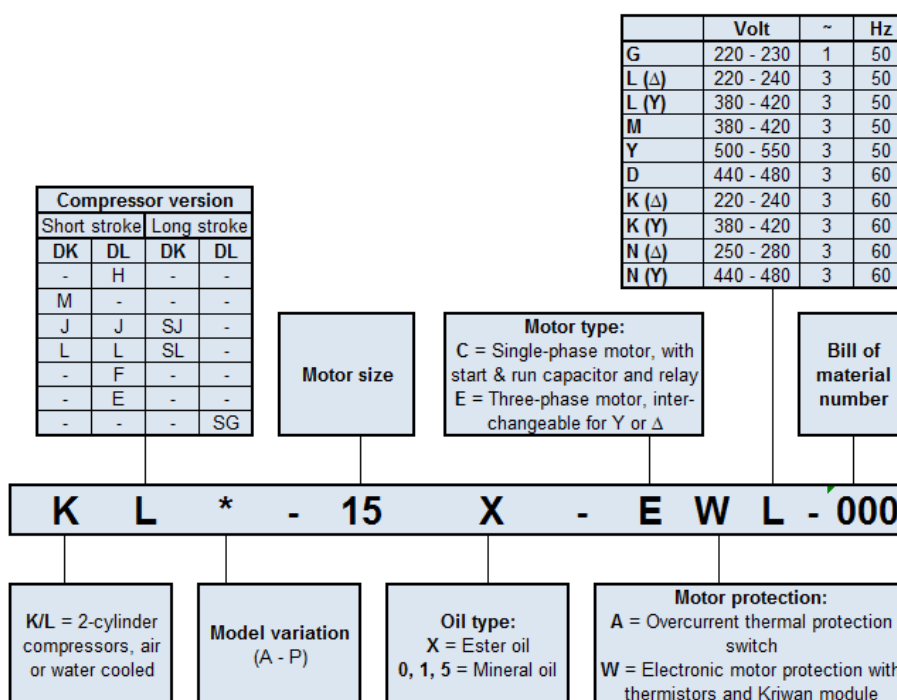 Volt ~ Hz
G 220 - 230 1 50
L (Δ) 220 - 240 3 50
L (Y) 380 - 420 3 50
M 380 - 420 3 50
Y 500 - 550 3 50
D 440 - 480 3 60
K (Δ) 220 - 240 3 60
K (Y) 380 - 420 3 60
N (Δ) 250 - 280 3 60
N (Y) 440 - 480 3 60
Compressor version
Short stroke Long stroke
DK DL DK DL
- H - -
M - - -
J J SJ -
L L SL -
- F - -
- E - -
- - - SG
Motor size
Motor type:
C = Single-phase motor, with
start & run capacitor and relay
E = Three-phase motor, inter-
changeable for Y or Δ
Bill of
material
number
K L * - 15 X - E W L - 000
K/L = 2-cylinder
compressors, air
or water cooled
Model variation
(A - P)
Oil type:
X = Ester oil
0, 1, 5 = Mineral oil
Motor protection:
A = Overcurrent thermal protection
switch
W = Electronic motor protection with
thermistors and Kriwan module